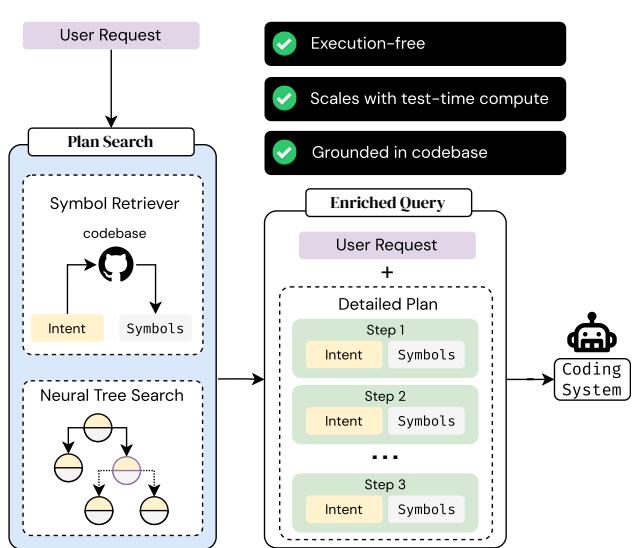 User Request
Execution-free
Scales with test-time compute
Grounded in codebase
Plan Search
Symbol Retriever
codebase
Intent
Symbols
Neural Tree Search
Enriched Query
User Request
+
Detailed Plan
Step 1
Intent
Symbols
Step 2
Intent
Symbols
...
Step 3
Intent
Symbols
Coding
System